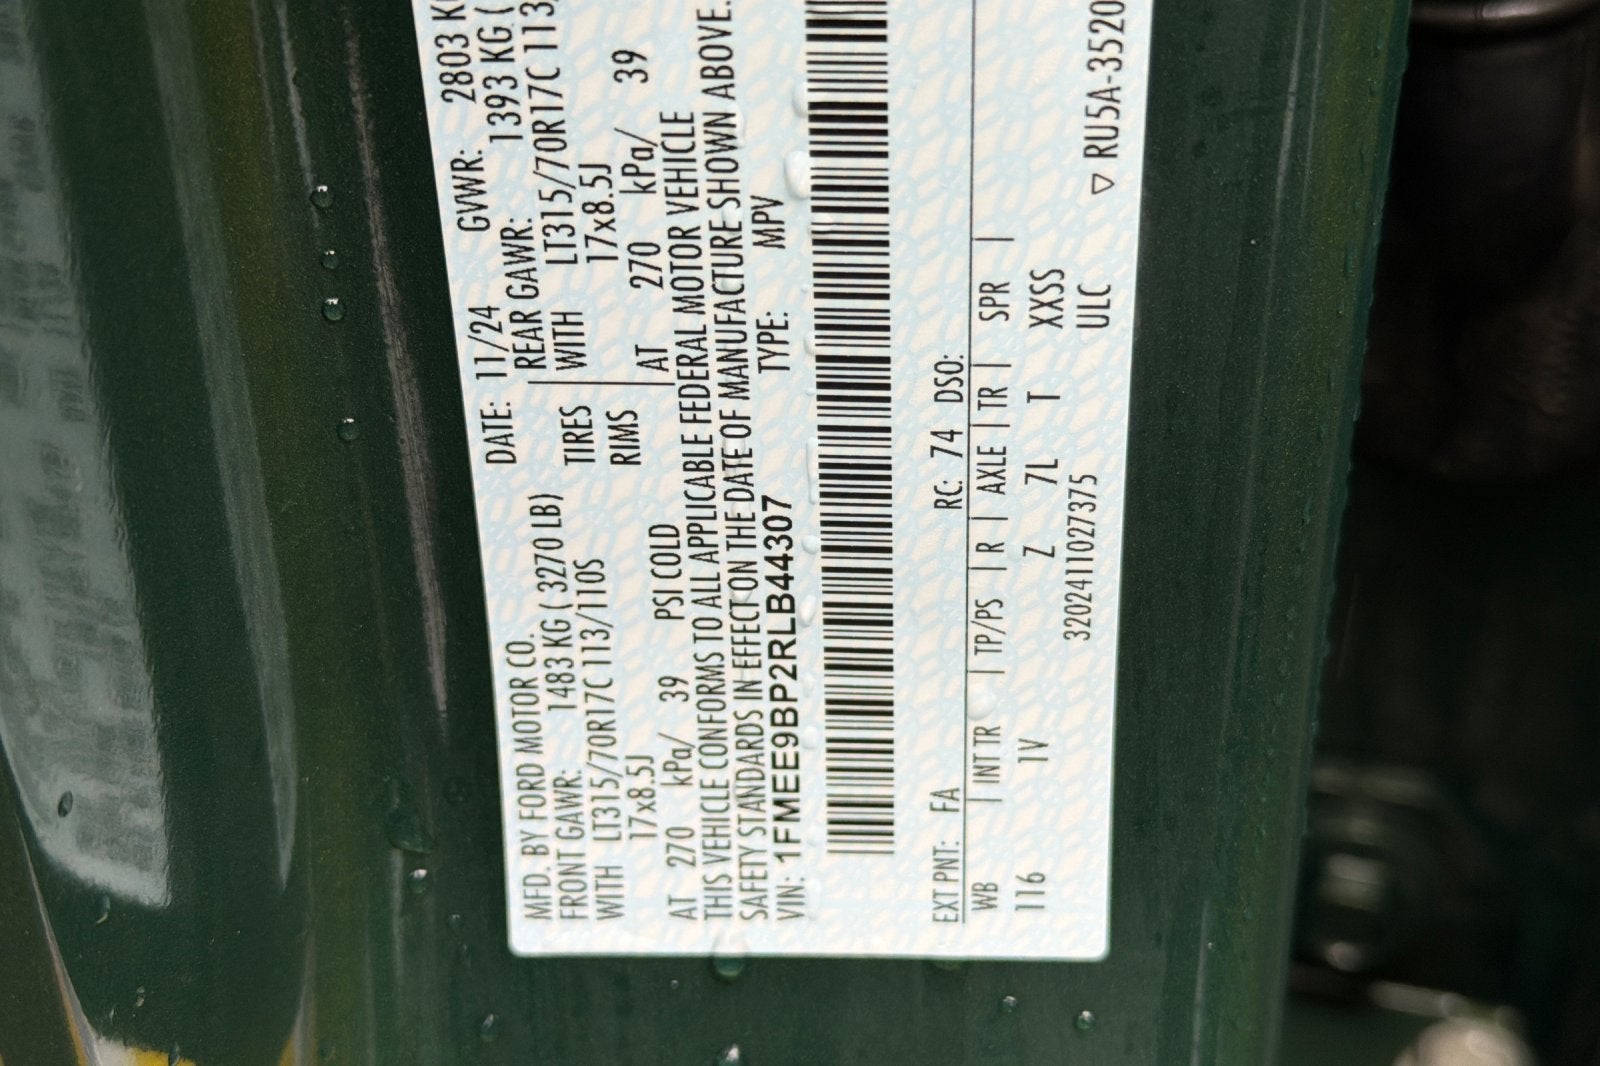 MFD. BY FORD MOTOR CO.
DATE: 11/24 GVWR: 2803
FRONT GAWR: 1483 KG ( 3270 LB)
REAR GAWR: 1393 KG (
WITH LT315/70R17C 113/110S
TIRES
WITH LT315/70R17C 113/
17x8.5J
RIMS
17x8.5J
AT 270 kPa/ 39 PSI COLD
AT 270 kPa/ 39
THIS VEHICLE CONFORMS TO ALL APPLICABLE FEDERAL MOTOR VEHICLE
SAFETY STANDARDS IN EFFECT ON THE DATE OF MANUFACTURE SHOWN ABOVE.
VIN: 1FMEE9BP2RLB44307 TYPE: MPV
EXT PNT: FA RC: 74 DSO:
WB | INT TR | TP/PS | R | AXLE | TR | SPR |
116 1V Z 7L T XXSS
3202411027375 ULC
▽ RU5A-3520